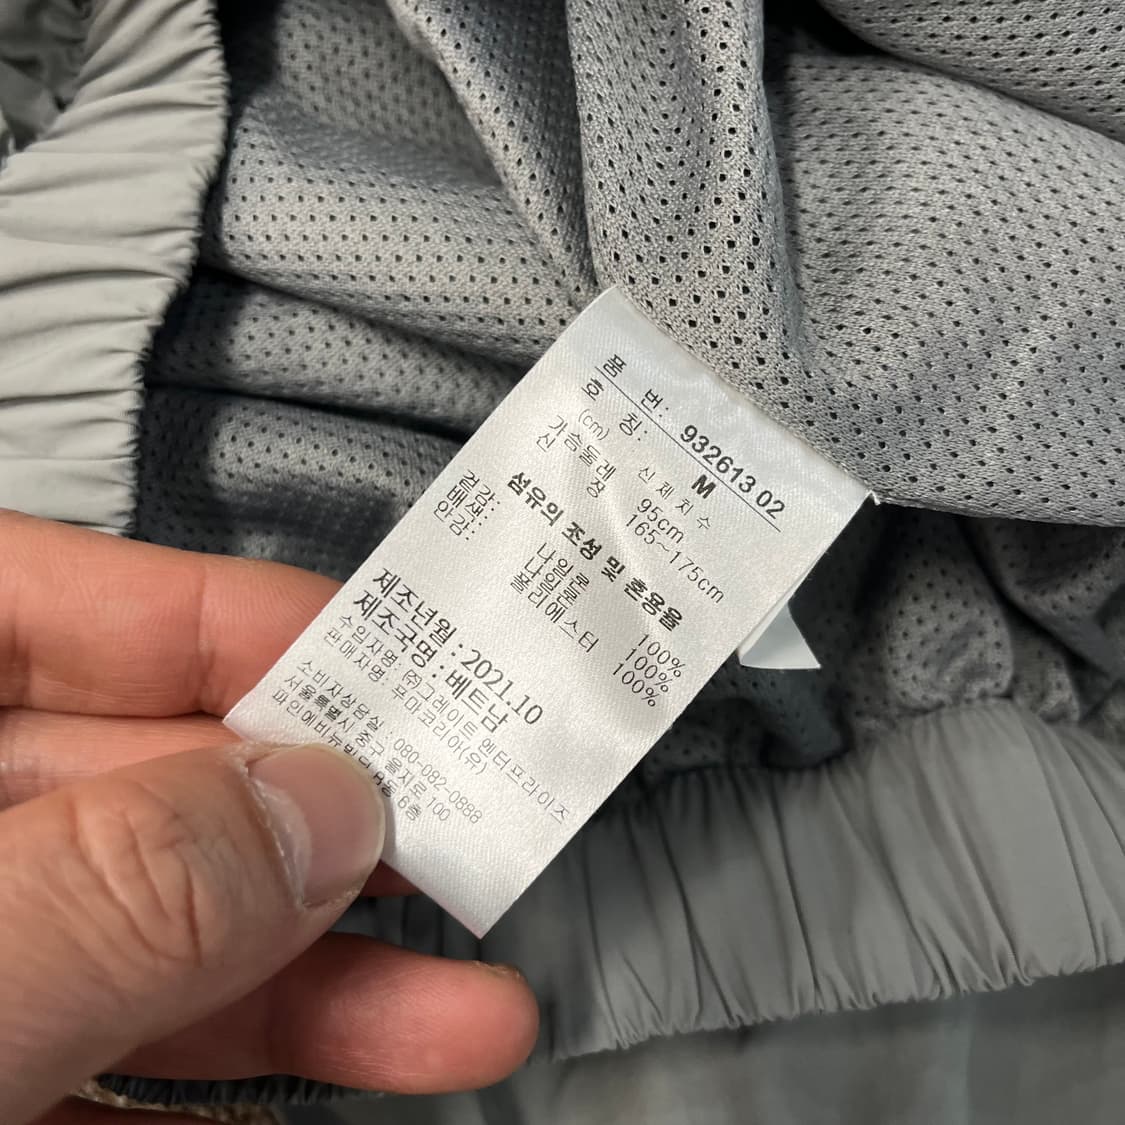 품 번: 932613 02
호 칭: M
(cm) 신 체 치 수
가슴둘레 95cm
신 장 165~175cm
섬유의 조성 및 혼용율
겉감: 나일론 100%
배색: 나일론 100%
안감: 폴리에스터 100%
제조년월 : 2021.10
제조국명 : 베트남
수입자명 : (주)그레이트 엔터프라이즈
판매자명 : 푸마코리아(유)
소비자상담실 : 080-082-0888
서울특별시 중구 을지로 100
파인에비뉴빌딩 B동 6층